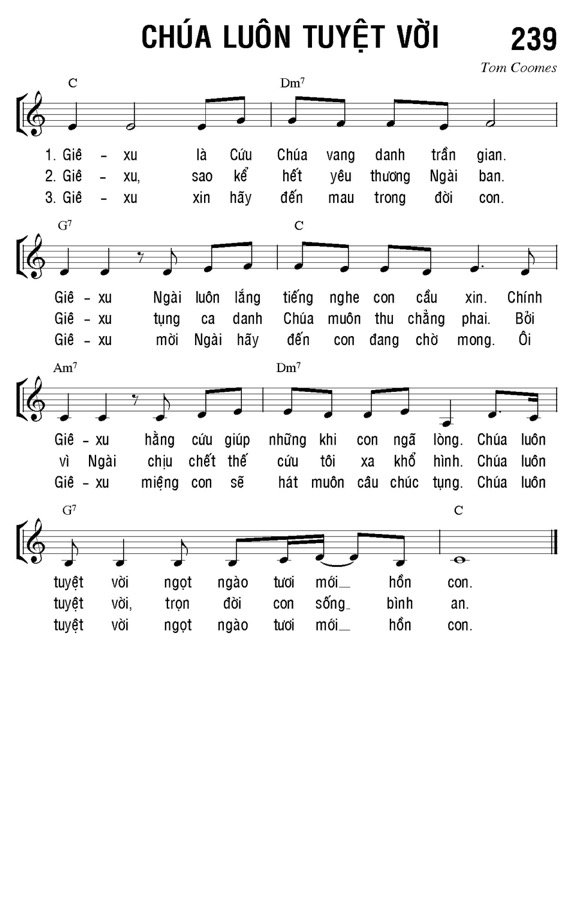 CHÚA LUÔN TUYỆT VỜI 239
Tom Coomes
C Dm7
1. Giê - xu là Cứu Chúa vang danh trần gian.
2. Giê - xu, sao kể hết yêu thương Ngài ban.
3. Giê - xu xin hãy đến mau trong đời con.
G7 C
Giê - xu Ngài luôn lắng tiếng nghe con cầu xin. Chính
Giê - xu tụng ca danh Chúa muôn thu chẳng phai. Bởi
Giê - xu mời Ngài hãy đến con đang chờ mong. Ôi
Am7 Dm7
Giê - xu hằng cứu giúp những khi con ngã lòng. Chúa luôn
vì Ngài chịu chết thế cứu tôi xa khổ hình. Chúa luôn
Giê - xu miệng con sẽ hát muôn câu chúc tụng. Chúa luôn
G7 C
tuyệt vời ngọt ngào tươi mới hồn con.
tuyệt vời, trọn đời con sống bình an.
tuyệt vời ngọt ngào tươi mới hồn con.